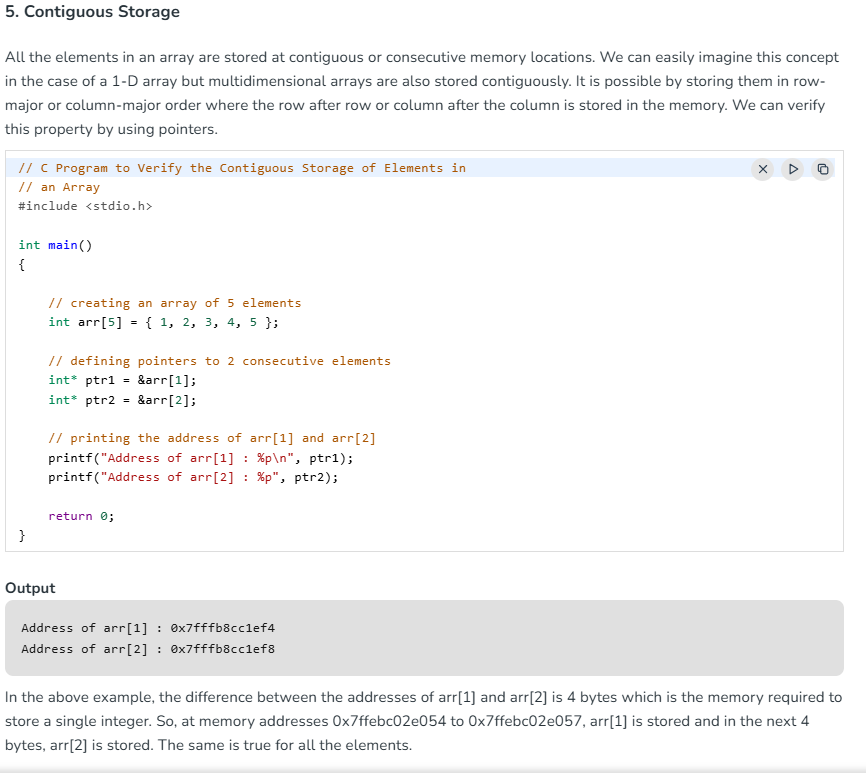 5. Contiguous Storage
All the elements in an array are stored at contiguous or consecutive memory locations. We can easily imagine this concept
in the case of a 1-D array but multidimensional arrays are also stored contiguously. It is possible by storing them in row-
major or column-major order where the row after row or column after the column is stored in the memory. We can verify
this property by using pointers.
// C Program to Verify the Contiguous Storage of Elements in
// an Array
#include <stdio.h>
int main()
{
    // creating an array of 5 elements
    int arr[5] = { 1, 2, 3, 4, 5 };
    // defining pointers to 2 consecutive elements
    int* ptr1 = &arr[1];
    int* ptr2 = &arr[2];
    // printing the address of arr[1] and arr[2]
    printf("Address of arr[1] : %p\n", ptr1);
    printf("Address of arr[2] : %p", ptr2);
    return 0;
}
Output
Address of arr[1] : 0x7fffb8cc1ef4
Address of arr[2] : 0x7fffb8cc1ef8
In the above example, the difference between the addresses of arr[1] and arr[2] is 4 bytes which is the memory required to
store a single integer. So, at memory addresses 0x7ffebc02e054 to 0x7ffebc02e057, arr[1] is stored and in the next 4
bytes, arr[2] is stored. The same is true for all the elements.